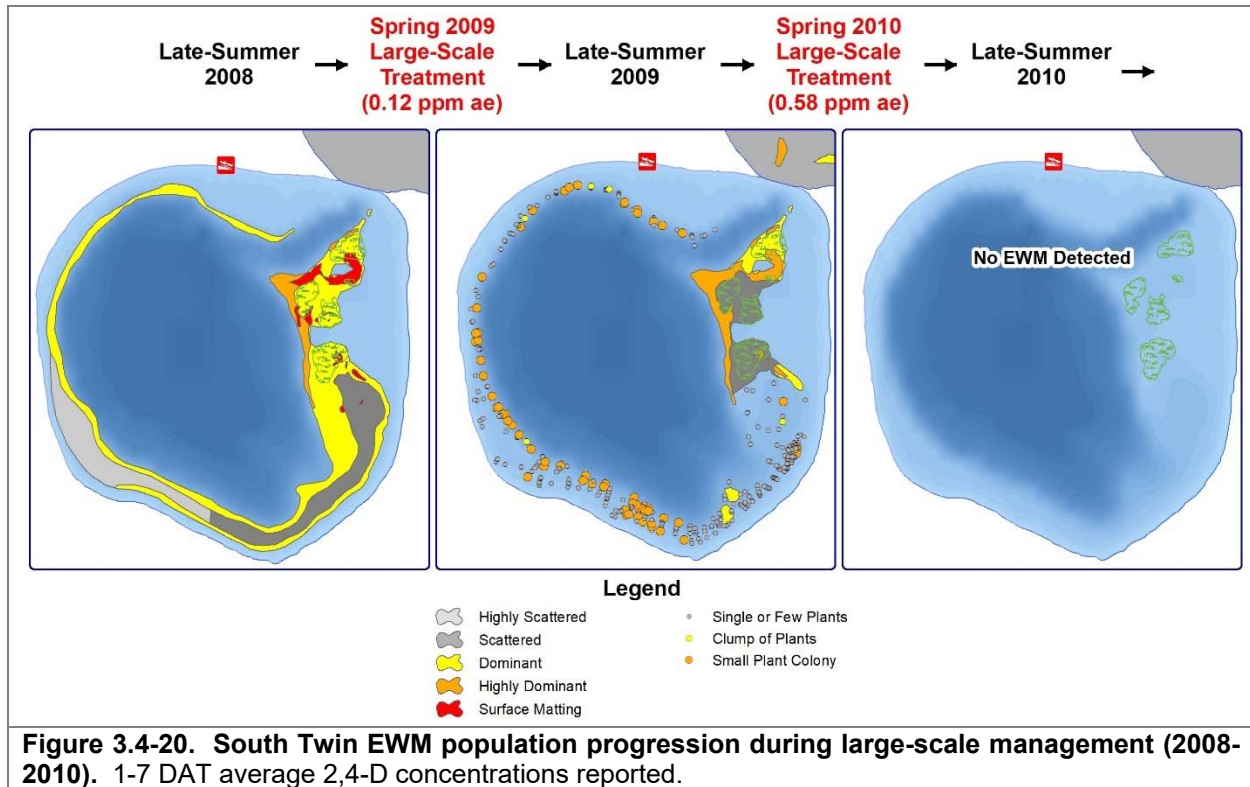 Late-Summer
2008
Spring 2009
Large-Scale
Treatment
(0.12 ppm ae)
Late-Summer
2009
Spring 2010
Large-Scale
Treatment
(0.58 ppm ae)
Late-Summer
2010
No EWM Detected
Legend
Highly Scattered
Scattered
Dominant
Highly Dominant
Surface Matting
Single or Few Plants
Clump of Plants
Small Plant Colony
Figure 3.4-20. South Twin EWM population progression during large-scale management (2008-
2010). 1-7 DAT average 2,4-D concentrations reported.